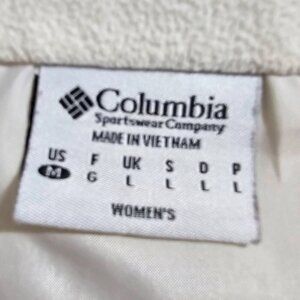 Columbia
Sportswear Company
MADE IN VIETNAM
US F UK S D P
M G L L L L
WOMEN'S